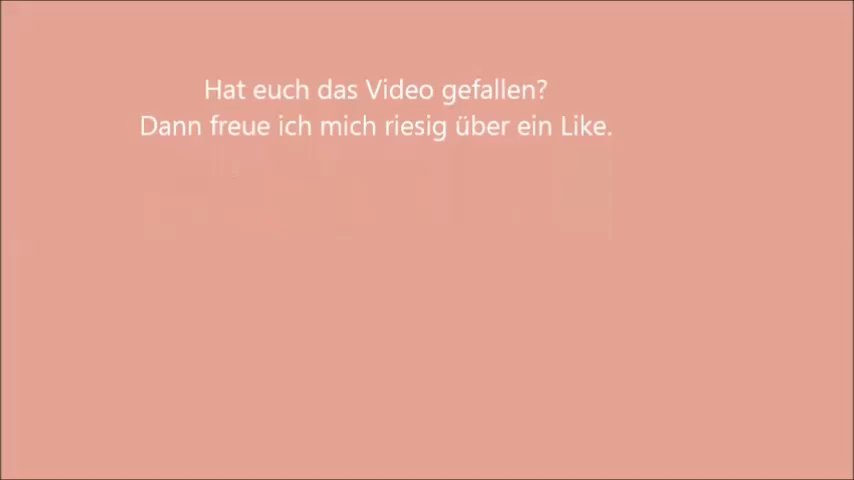 Hat euch das Video gefallen?
Dann freue ich mich riesig über ein Like.